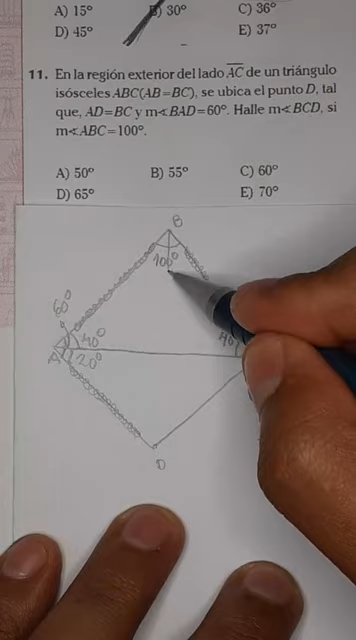 A) 15° B) 30° C) 36°
D) 45° E) 37°
11. En la región exterior del lado AC de un triángulo
isósceles ABC(AB=BC), se ubica el punto D, tal
que, AD=BC y m∢BAD=60°. Halle m∢BCD, si
m∢ABC=100°.
A) 50° B) 55° C) 60°
D) 65° E) 70°
B
100°
60°
40°
40
A
20°
D